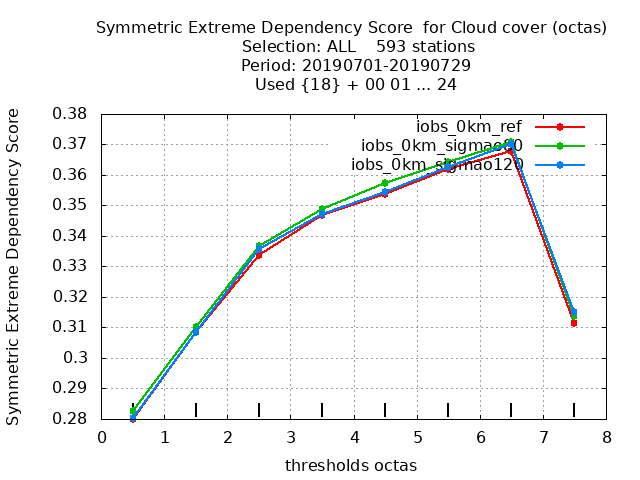 Symmetric Extreme Dependency Score  for Cloud cover (octas)
Selection: ALL    593 stations
Period: 20190701-20190729
Used {18} + 00 01 ... 24
Symmetric Extreme Dependency Score
0.38
0.37
0.36
0.35
0.34
0.33
0.32
0.31
0.3
0.29
0.28
iobs_0km_ref
iobs_0km_sigmao60
iobs_0km_sigmao120
0 1 2 3 4 5 6 7 8
thresholds octas